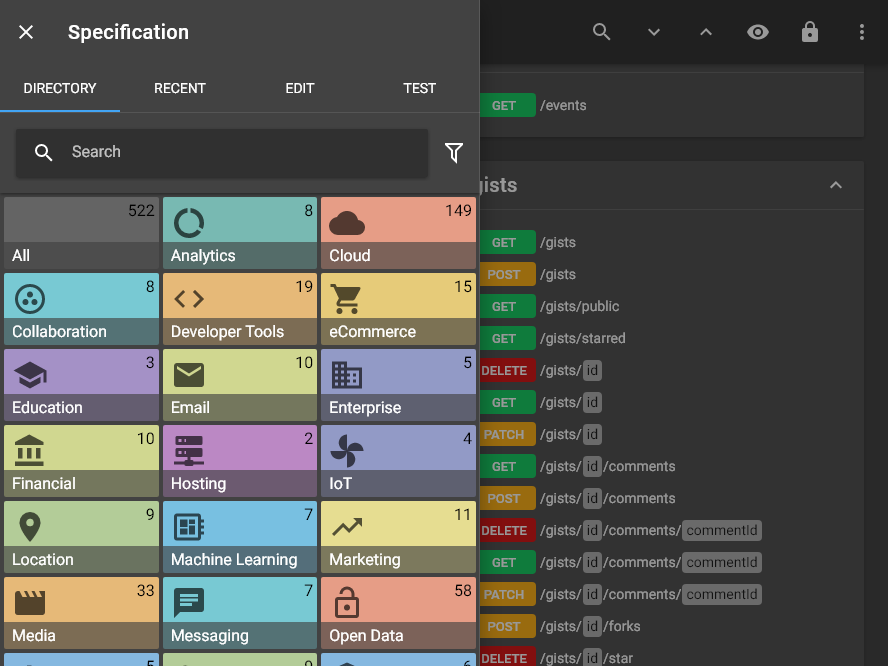 Specification
DIRECTORY RECENT EDIT TEST
Search
522 8 149
All Analytics Cloud
8 19 15
Collaboration Developer Tools eCommerce
3 10 5
Education Email Enterprise
10 2 4
Financial Hosting IoT
9 7 11
Location Machine Learning Marketing
33 7 58
Media Messaging Open Data
GET /events
gists
GET /gists
POST /gists
GET /gists/public
GET /gists/starred
DELETE /gists/ id
GET /gists/ id
PATCH /gists/ id
GET /gists/ id /comments
POST /gists/ id /comments
DELETE /gists/ id /comments/ commentId
GET /gists/ id /comments/ commentId
PATCH /gists/ id /comments/ commentId
POST /gists/ id /forks
DELETE /gists/ id /star